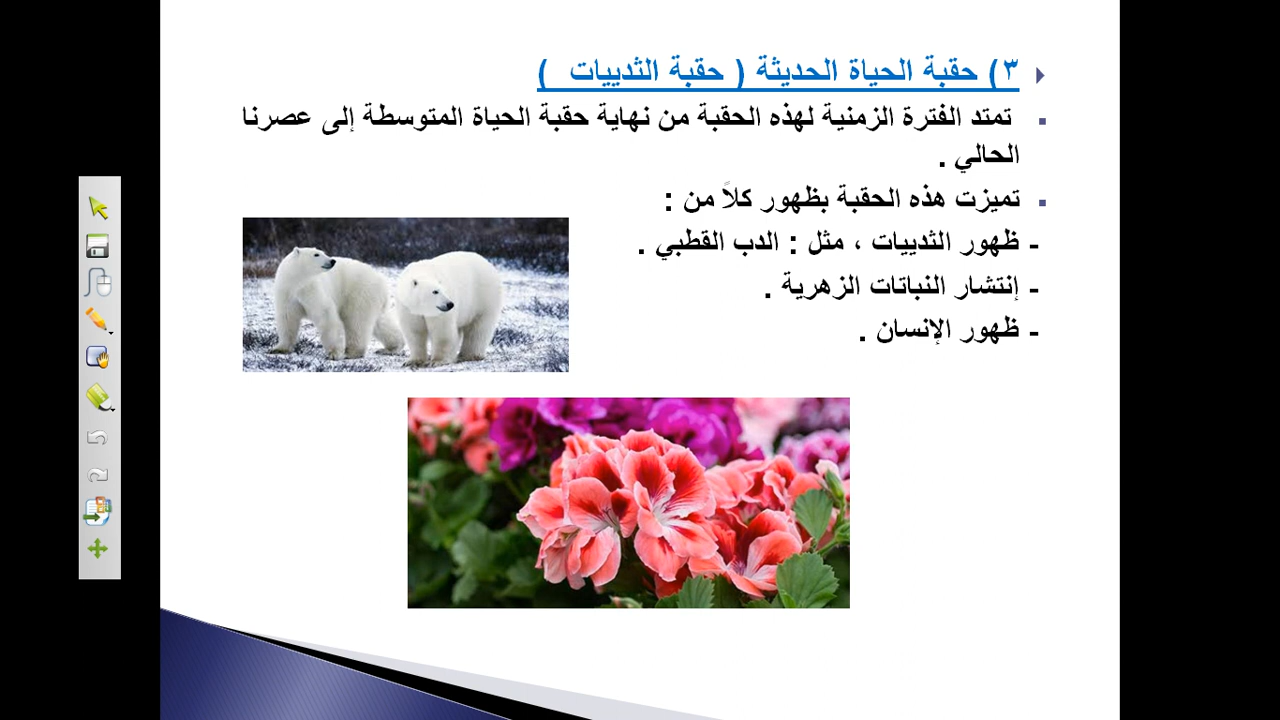 ٣) حقبة الحياة الحديثة ( حقبة الثدييات )
تمتد الفترة الزمنية لهذه الحقبة من نهاية حقبة الحياة المتوسطة إلى عصرنا
الحالي .
تميزت هذه الحقبة بظهور كلاً من :
- ظهور الثدييات ، مثل : الدب القطبي .
- إنتشار النباتات الزهرية .
- ظهور الإنسان .